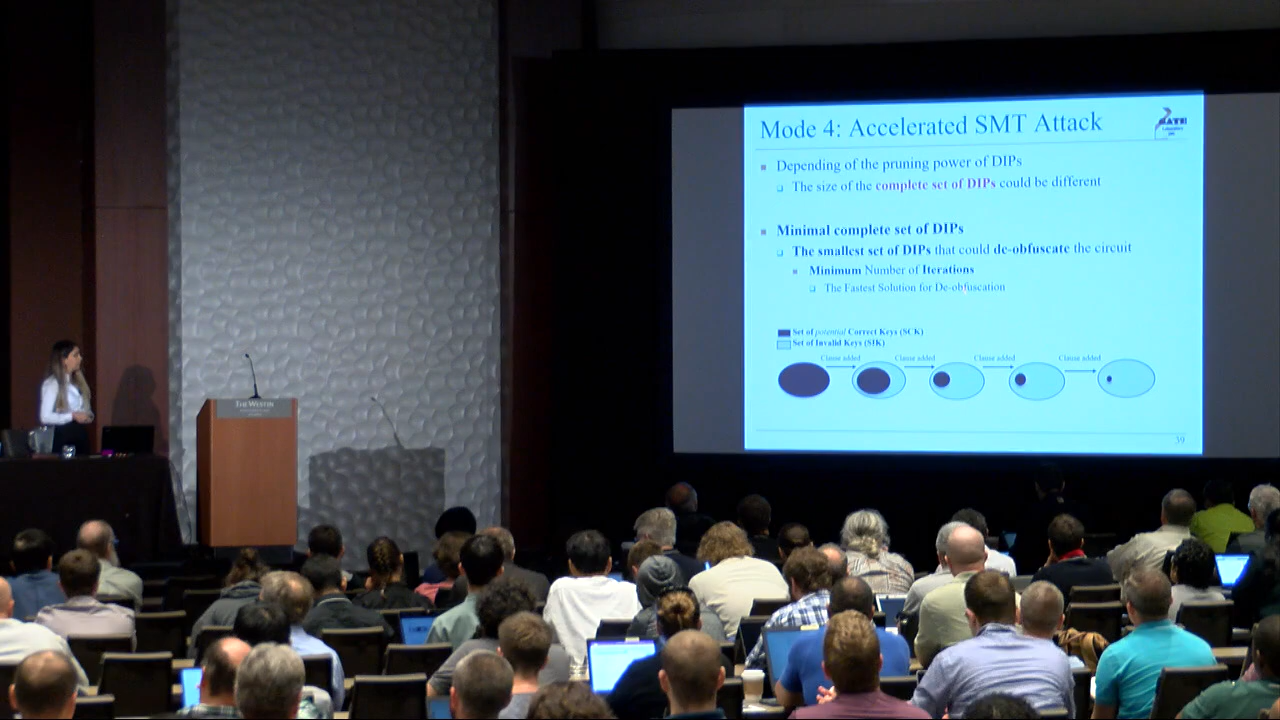 Mode 4: Accelerated SMT Attack
GATE
Depending of the pruning power of DIPs
The size of the complete set of DIPs could be different
Minimal complete set of DIPs
The smallest set of DIPs that could de-obfuscate the circuit
Minimum Number of Iterations
The Fastest Solution for De-obfuscation
Set of potential Correct Keys (SCK)
Set of Invalid Keys (SIK)
Clause added Clause added Clause added Clause added
39
THE WESTIN